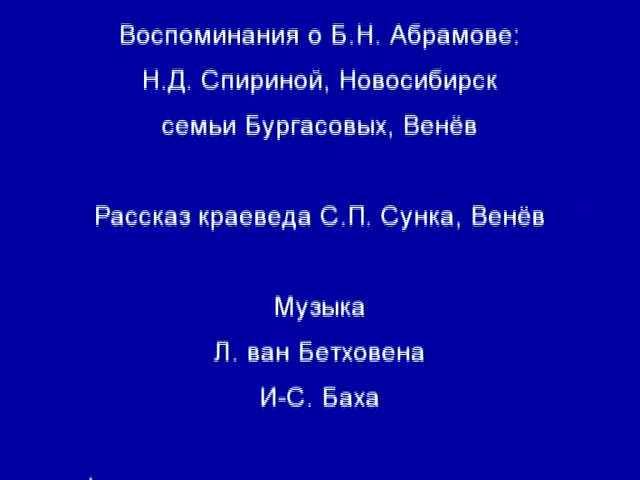 Воспоминания о Б.Н. Абрамове:
Н.Д. Спириной, Новосибирск
семьи Бургасовых, Венёв
Рассказ краеведа С.П. Сунка, Венёв
Музыка
Л. ван Бетховена
И-С. Баха